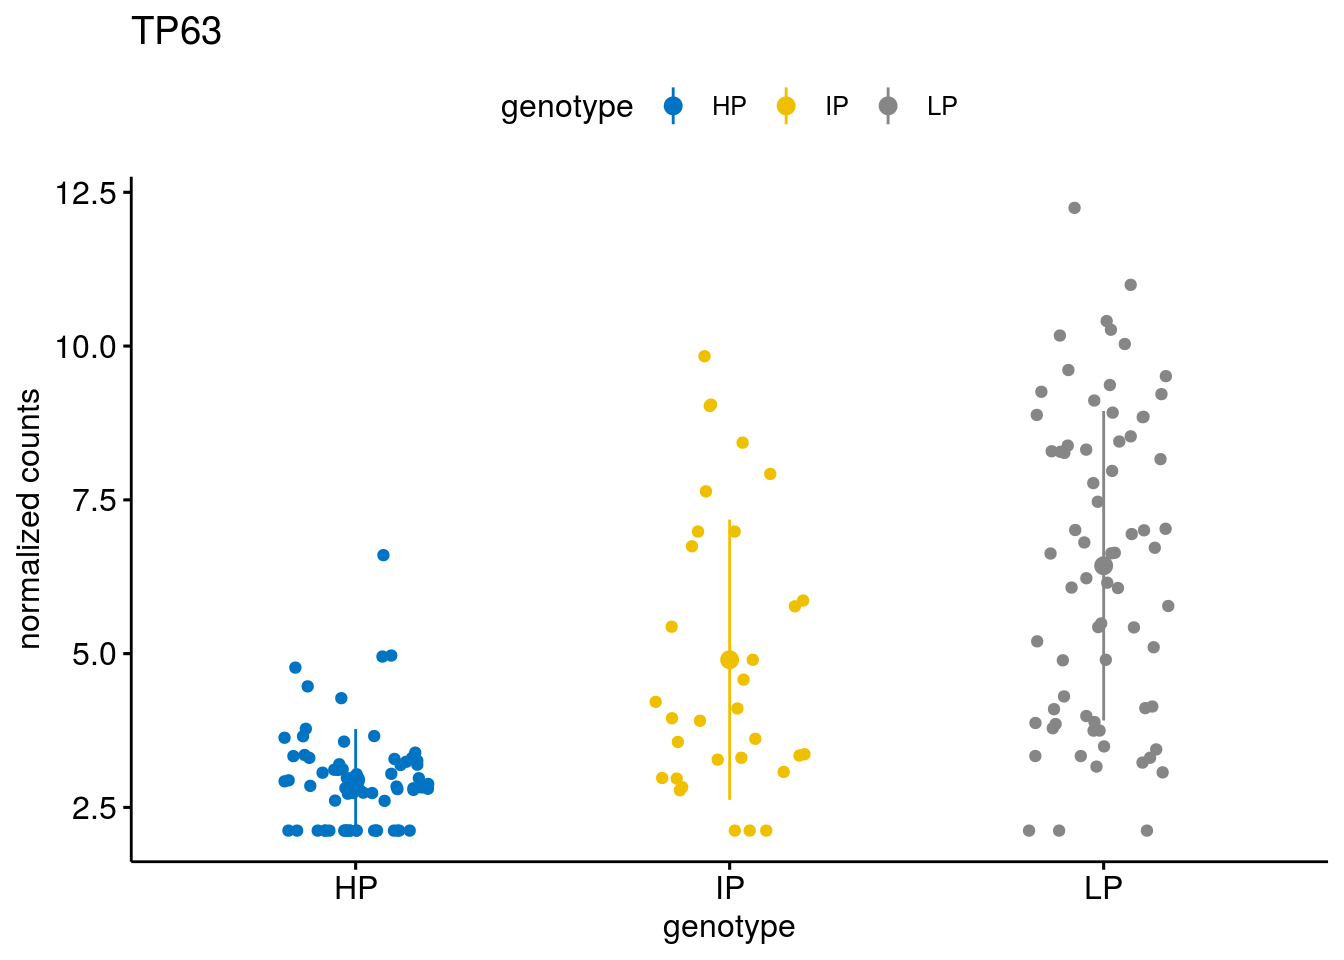 TP63
genotype HP IP LP
12.5
10.0
7.5
5.0
2.5
normalized counts
HP IP LP
genotype